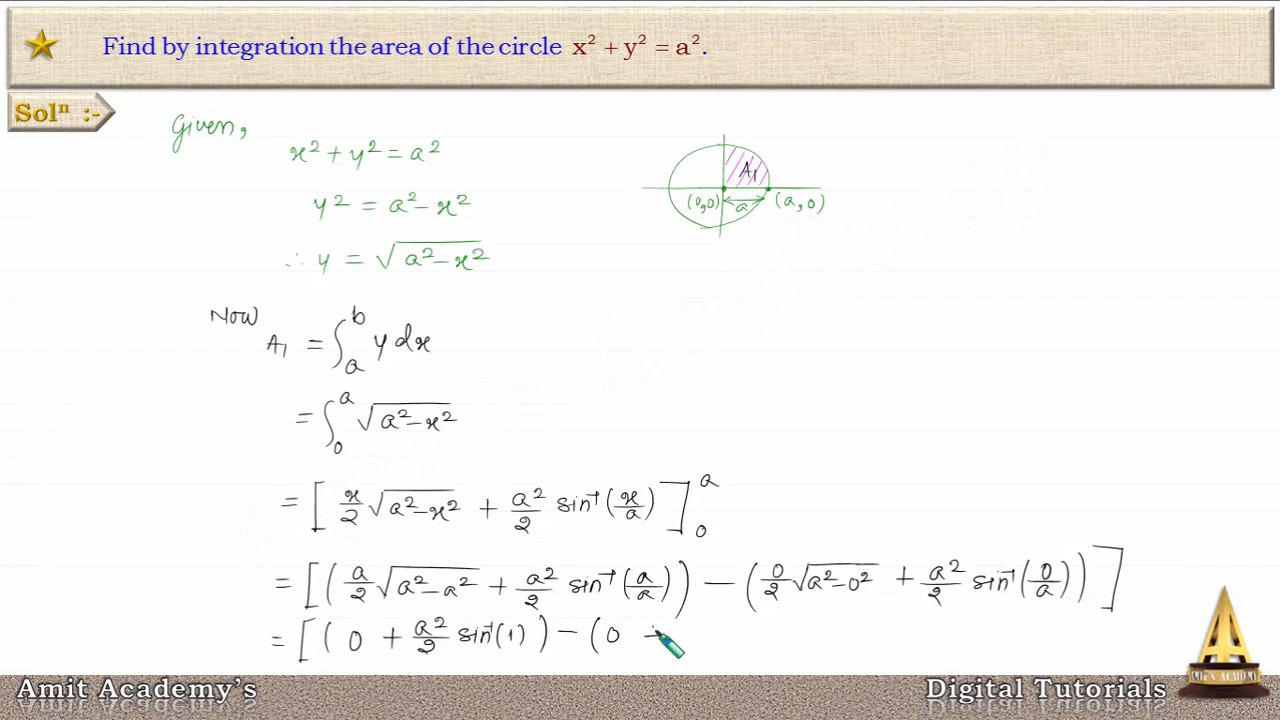 Find by integration the area of the circle x² + y² = a².
Solⁿ :-
Given,
x² + y² = a²
y² = a² - x²
∴ y = √(a² - x²)
A₁
(0,0) a (a,0)
Now
A₁ = ∫ₐᵇ y dx
= ∫₀ᵃ √(a² - x²)
= [ x/2 √(a² - x²) + a²/2 sin⁻¹(x/a) ]₀ᵃ
= [ ( a/2 √(a² - a²) + a²/2 sin⁻¹(a/a) ) - ( 0/2 √(a² - 0²) + a²/2 sin⁻¹(0/a) ) ]
= [ ( 0 + a²/2 sin⁻¹(1) ) - ( 0
Amit Academy's
Digital Tutorials
AMIT'S ACADEMY